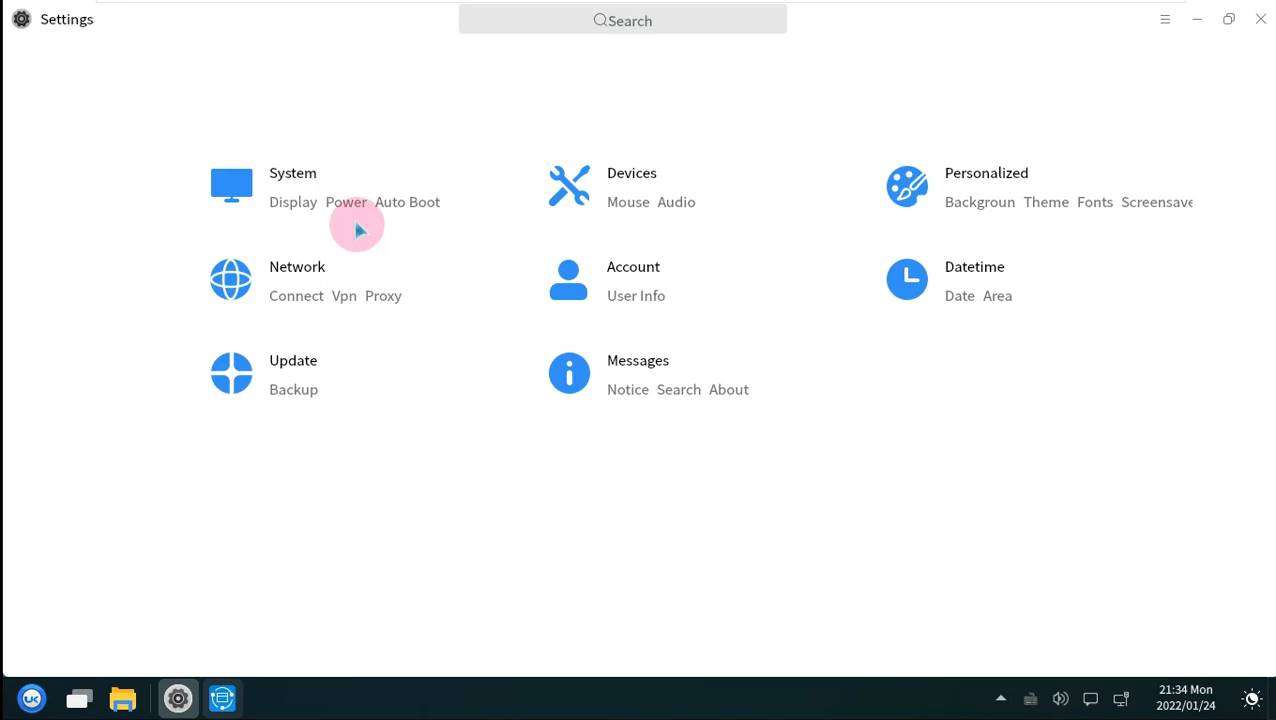 Settings
Search
System
Display Power Auto Boot
Devices
Mouse Audio
Personalized
Backgroun Theme Fonts Screensave
Network
Connect Vpn Proxy
Account
User Info
Datetime
Date Area
Update
Backup
Messages
Notice Search About
UK
21:34 Mon
2022/01/24